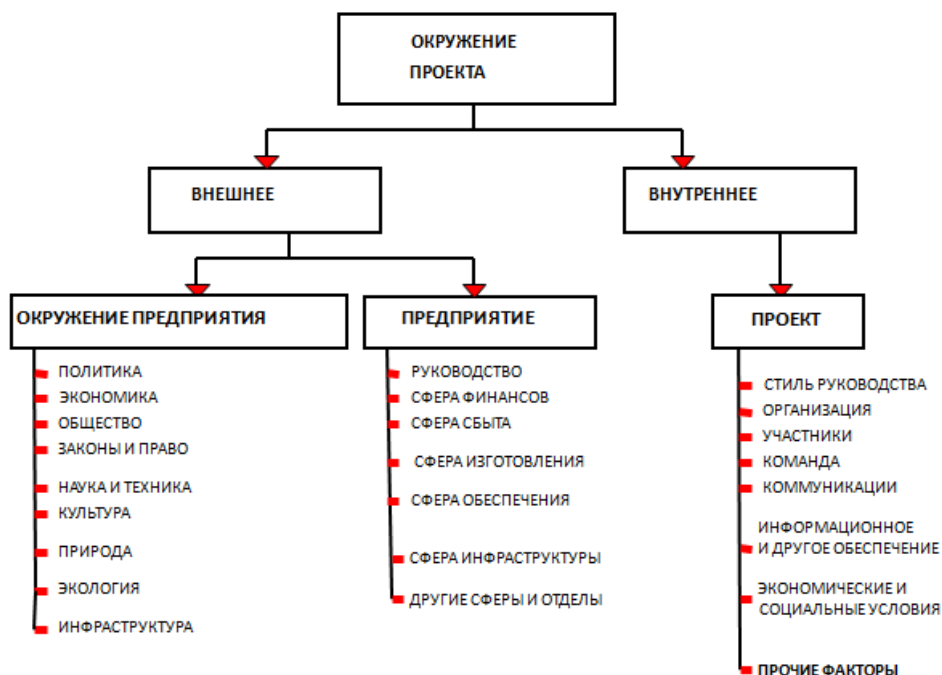 ОКРУЖЕНИЕ
ПРОЕКТА
ВНЕШНЕЕ
ВНУТРЕННЕЕ
ОКРУЖЕНИЕ ПРЕДПРИЯТИЯ
ПОЛИТИКА
ЭКОНОМИКА
ОБЩЕСТВО
ЗАКОНЫ И ПРАВО
НАУКА И ТЕХНИКА
КУЛЬТУРА
ПРИРОДА
ЭКОЛОГИЯ
ИНФРАСТРУКТУРА
ПРЕДПРИЯТИЕ
РУКОВОДСТВО
СФЕРА ФИНАНСОВ
СФЕРА СБЫТА
СФЕРА ИЗГОТОВЛЕНИЯ
СФЕРА ОБЕСПЕЧЕНИЯ
СФЕРА ИНФРАСТРУКТУРЫ
ДРУГИЕ СФЕРЫ И ОТДЕЛЫ
ПРОЕКТ
СТИЛЬ РУКОВОДСТВА
ОРГАНИЗАЦИЯ
УЧАСТНИКИ
КОМАНДА
КОММУНИКАЦИИ
ИНФОРМАЦИОННОЕ
И ДРУГОЕ ОБЕСПЕЧЕНИЕ
ЭКОНОМИЧЕСКИЕ И
СОЦИАЛЬНЫЕ УСЛОВИЯ
ПРОЧИЕ ФАКТОРЫ